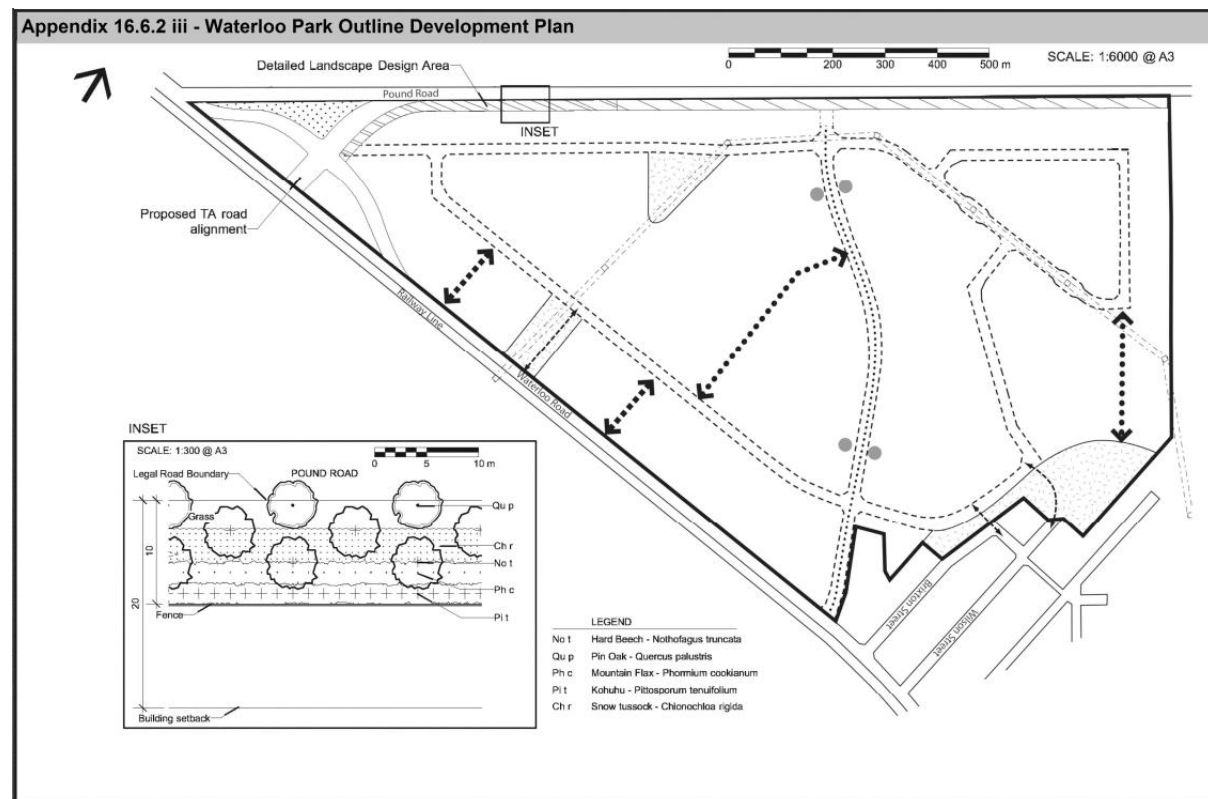 Appendix 16.6.2 iii - Waterloo Park Outline Development Plan
0 200 300 400 500 m
SCALE: 1:6000 @ A3
Detailed Landscape Design Area
Pound Road
INSET
Proposed TA road
alignment
Railway Line
Waterloo Road
Brixton Street
Wilson Street
INSET
SCALE: 1:300 @ A3
0 5 10 m
Legal Road Boundary
POUND ROAD
Qu p
Grass
Ch r
10
No t
Ph c
20
Fence
Pi t
Building setback
LEGEND
No t Hard Beech - Nothofagus truncata
Qu p Pin Oak - Quercus palustris
Ph c Mountain Flax - Phormium cookianum
Pi t Kohuhu - Pittosporum tenuifolium
Ch r Snow tussock - Chionochloa rigida